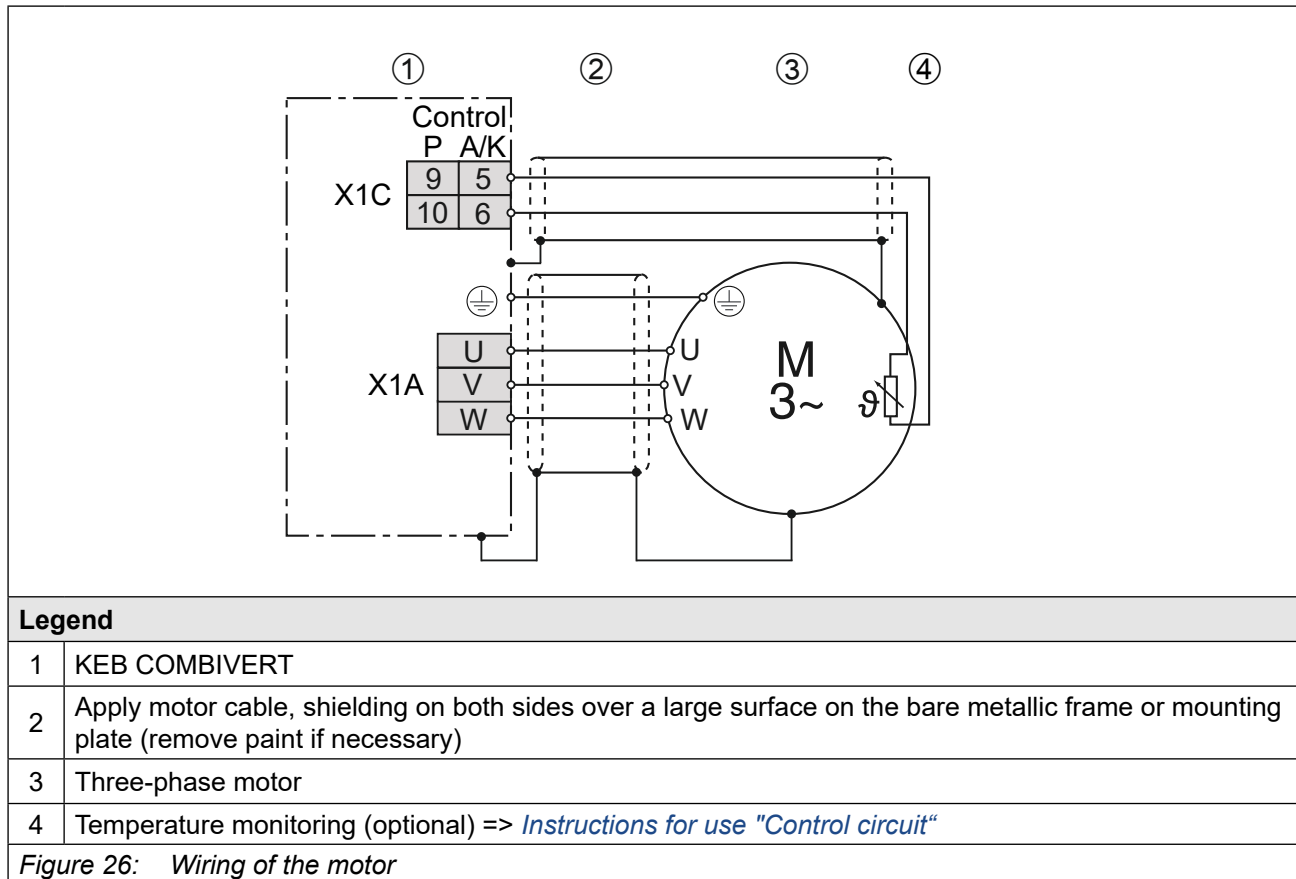 ① ② ③ ④
Control
P A/K
X1C 9 5
10 6
U U
X1A V V
W W
M
3~ ϑ
Legend
1 KEB COMBIVERT
2 Apply motor cable, shielding on both sides over a large surface on the bare metallic frame or mounting
plate (remove paint if necessary)
3 Three-phase motor
4 Temperature monitoring (optional) => Instructions for use "Control circuit“
Figure 26: Wiring of the motor